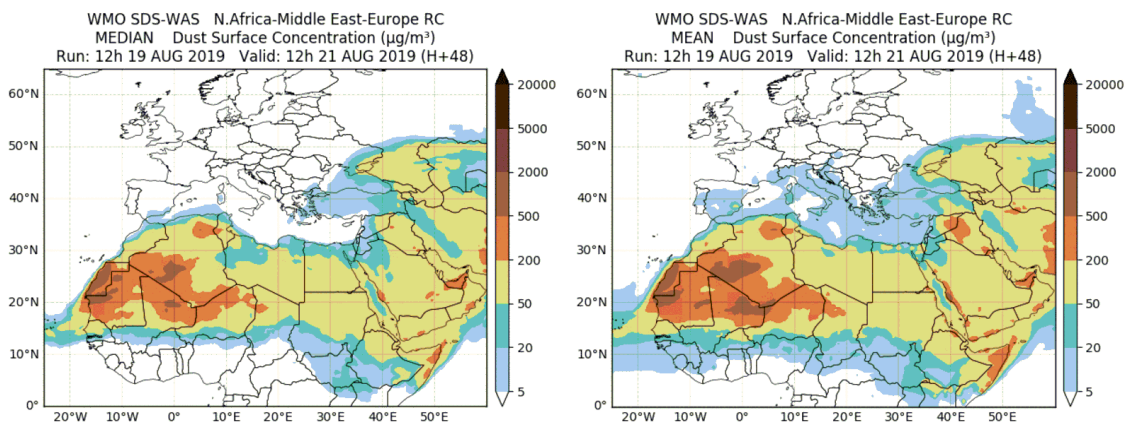 WMO SDS-WAS N.Africa-Middle East-Europe RC
MEDIAN Dust Surface Concentration (µg/m³)
Run: 12h 19 AUG 2019 Valid: 12h 21 AUG 2019 (H+48)
60°N
50°N
40°N
30°N
20°N
10°N
0°
20°W
10°W
0°
10°E
20°E
30°E
40°E
50°E
20000
5000
2000
500
200
50
20
5
WMO SDS-WAS N.Africa-Middle East-Europe RC
MEAN Dust Surface Concentration (µg/m³)
Run: 12h 19 AUG 2019 Valid: 12h 21 AUG 2019 (H+48)
60°N
50°N
40°N
30°N
20°N
10°N
0°
20°W
10°W
0°
10°E
20°E
30°E
40°E
50°E
20000
5000
2000
500
200
50
20
5